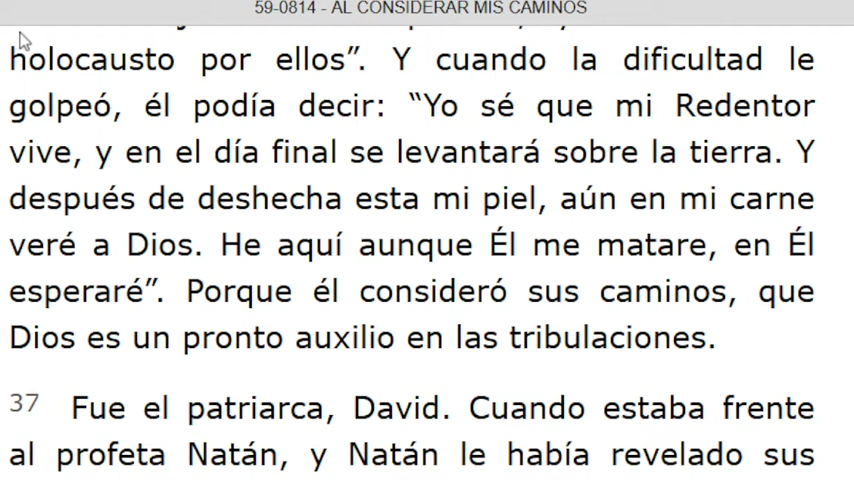 59-0814 - AL CONSIDERAR MIS CAMINOS
holocausto por ellos”. Y cuando la dificultad le
golpeó, él podía decir: “Yo sé que mi Redentor
vive, y en el día final se levantará sobre la tierra. Y
después de deshecha esta mi piel, aún en mi carne
veré a Dios. He aquí aunque Él me matare, en Él
esperaré”. Porque él consideró sus caminos, que
Dios es un pronto auxilio en las tribulaciones.
37 Fue el patriarca, David. Cuando estaba frente
al profeta Natán, y Natán le había revelado sus